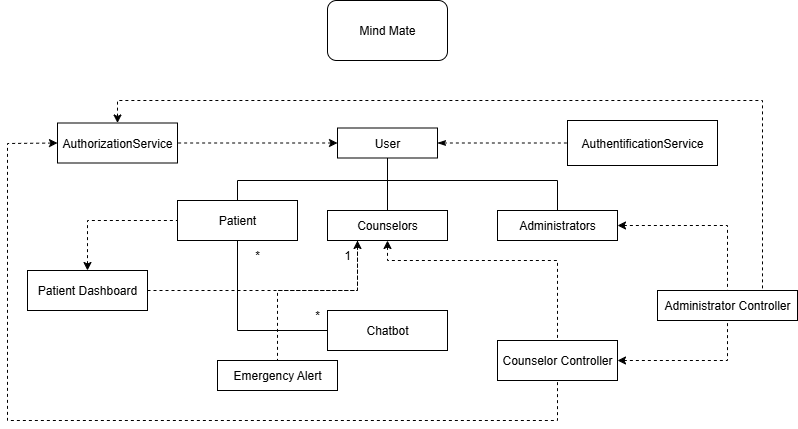 Mind Mate
AuthorizationService
User
AuthentificationService
Patient
Counselors
Administrators
*
1
Patient Dashboard
Administrator Controller
*
Chatbot
Counselor Controller
Emergency Alert